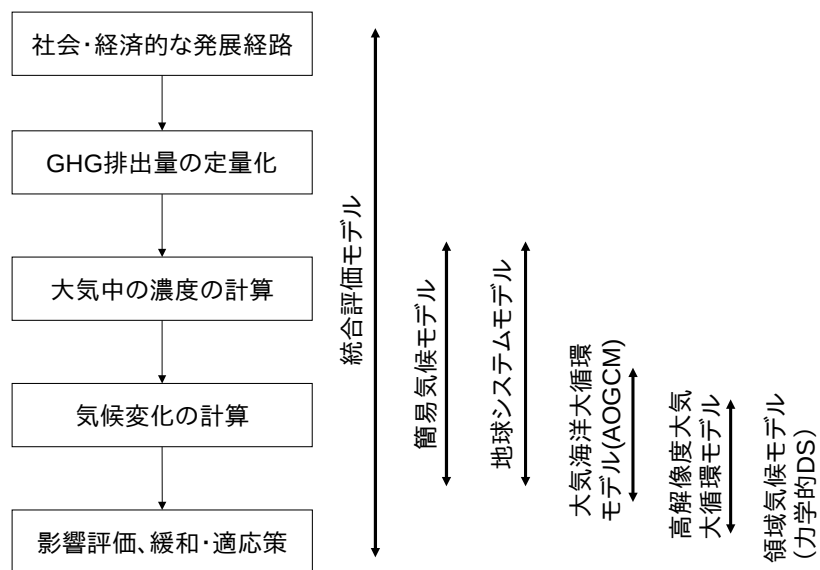 社会・経済的な発展経路
GHG排出量の定量化
大気中の濃度の計算
気候変化の計算
影響評価、緩和・適応策
統合評価モデル
簡易気候モデル
地球システムモデル
大気海洋大循環
モデル(AOGCM)
高解像度大気
大循環モデル
領域気候モデル
(力学的DS)